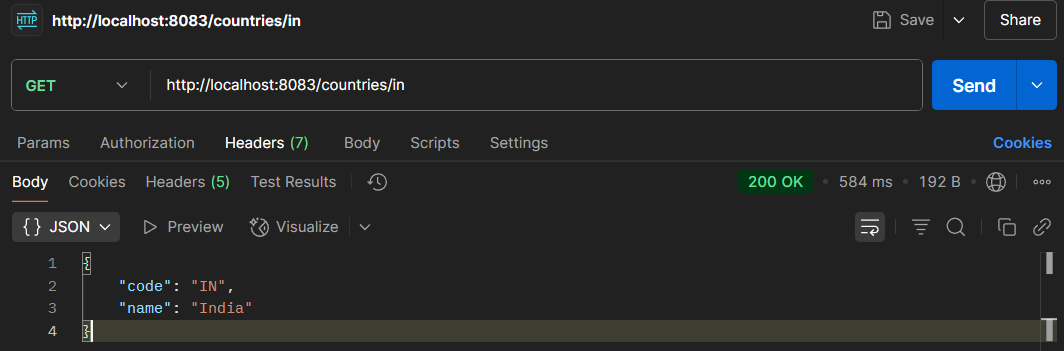 HTTP http://localhost:8083/countries/in Save Share
GET http://localhost:8083/countries/in Send
Params Authorization Headers (7) Body Scripts Settings Cookies
Body Cookies Headers (5) Test Results 200 OK • 584 ms • 192 B •
{} JSON Preview Visualize
1 {
2 "code": "IN",
3 "name": "India"
4 }